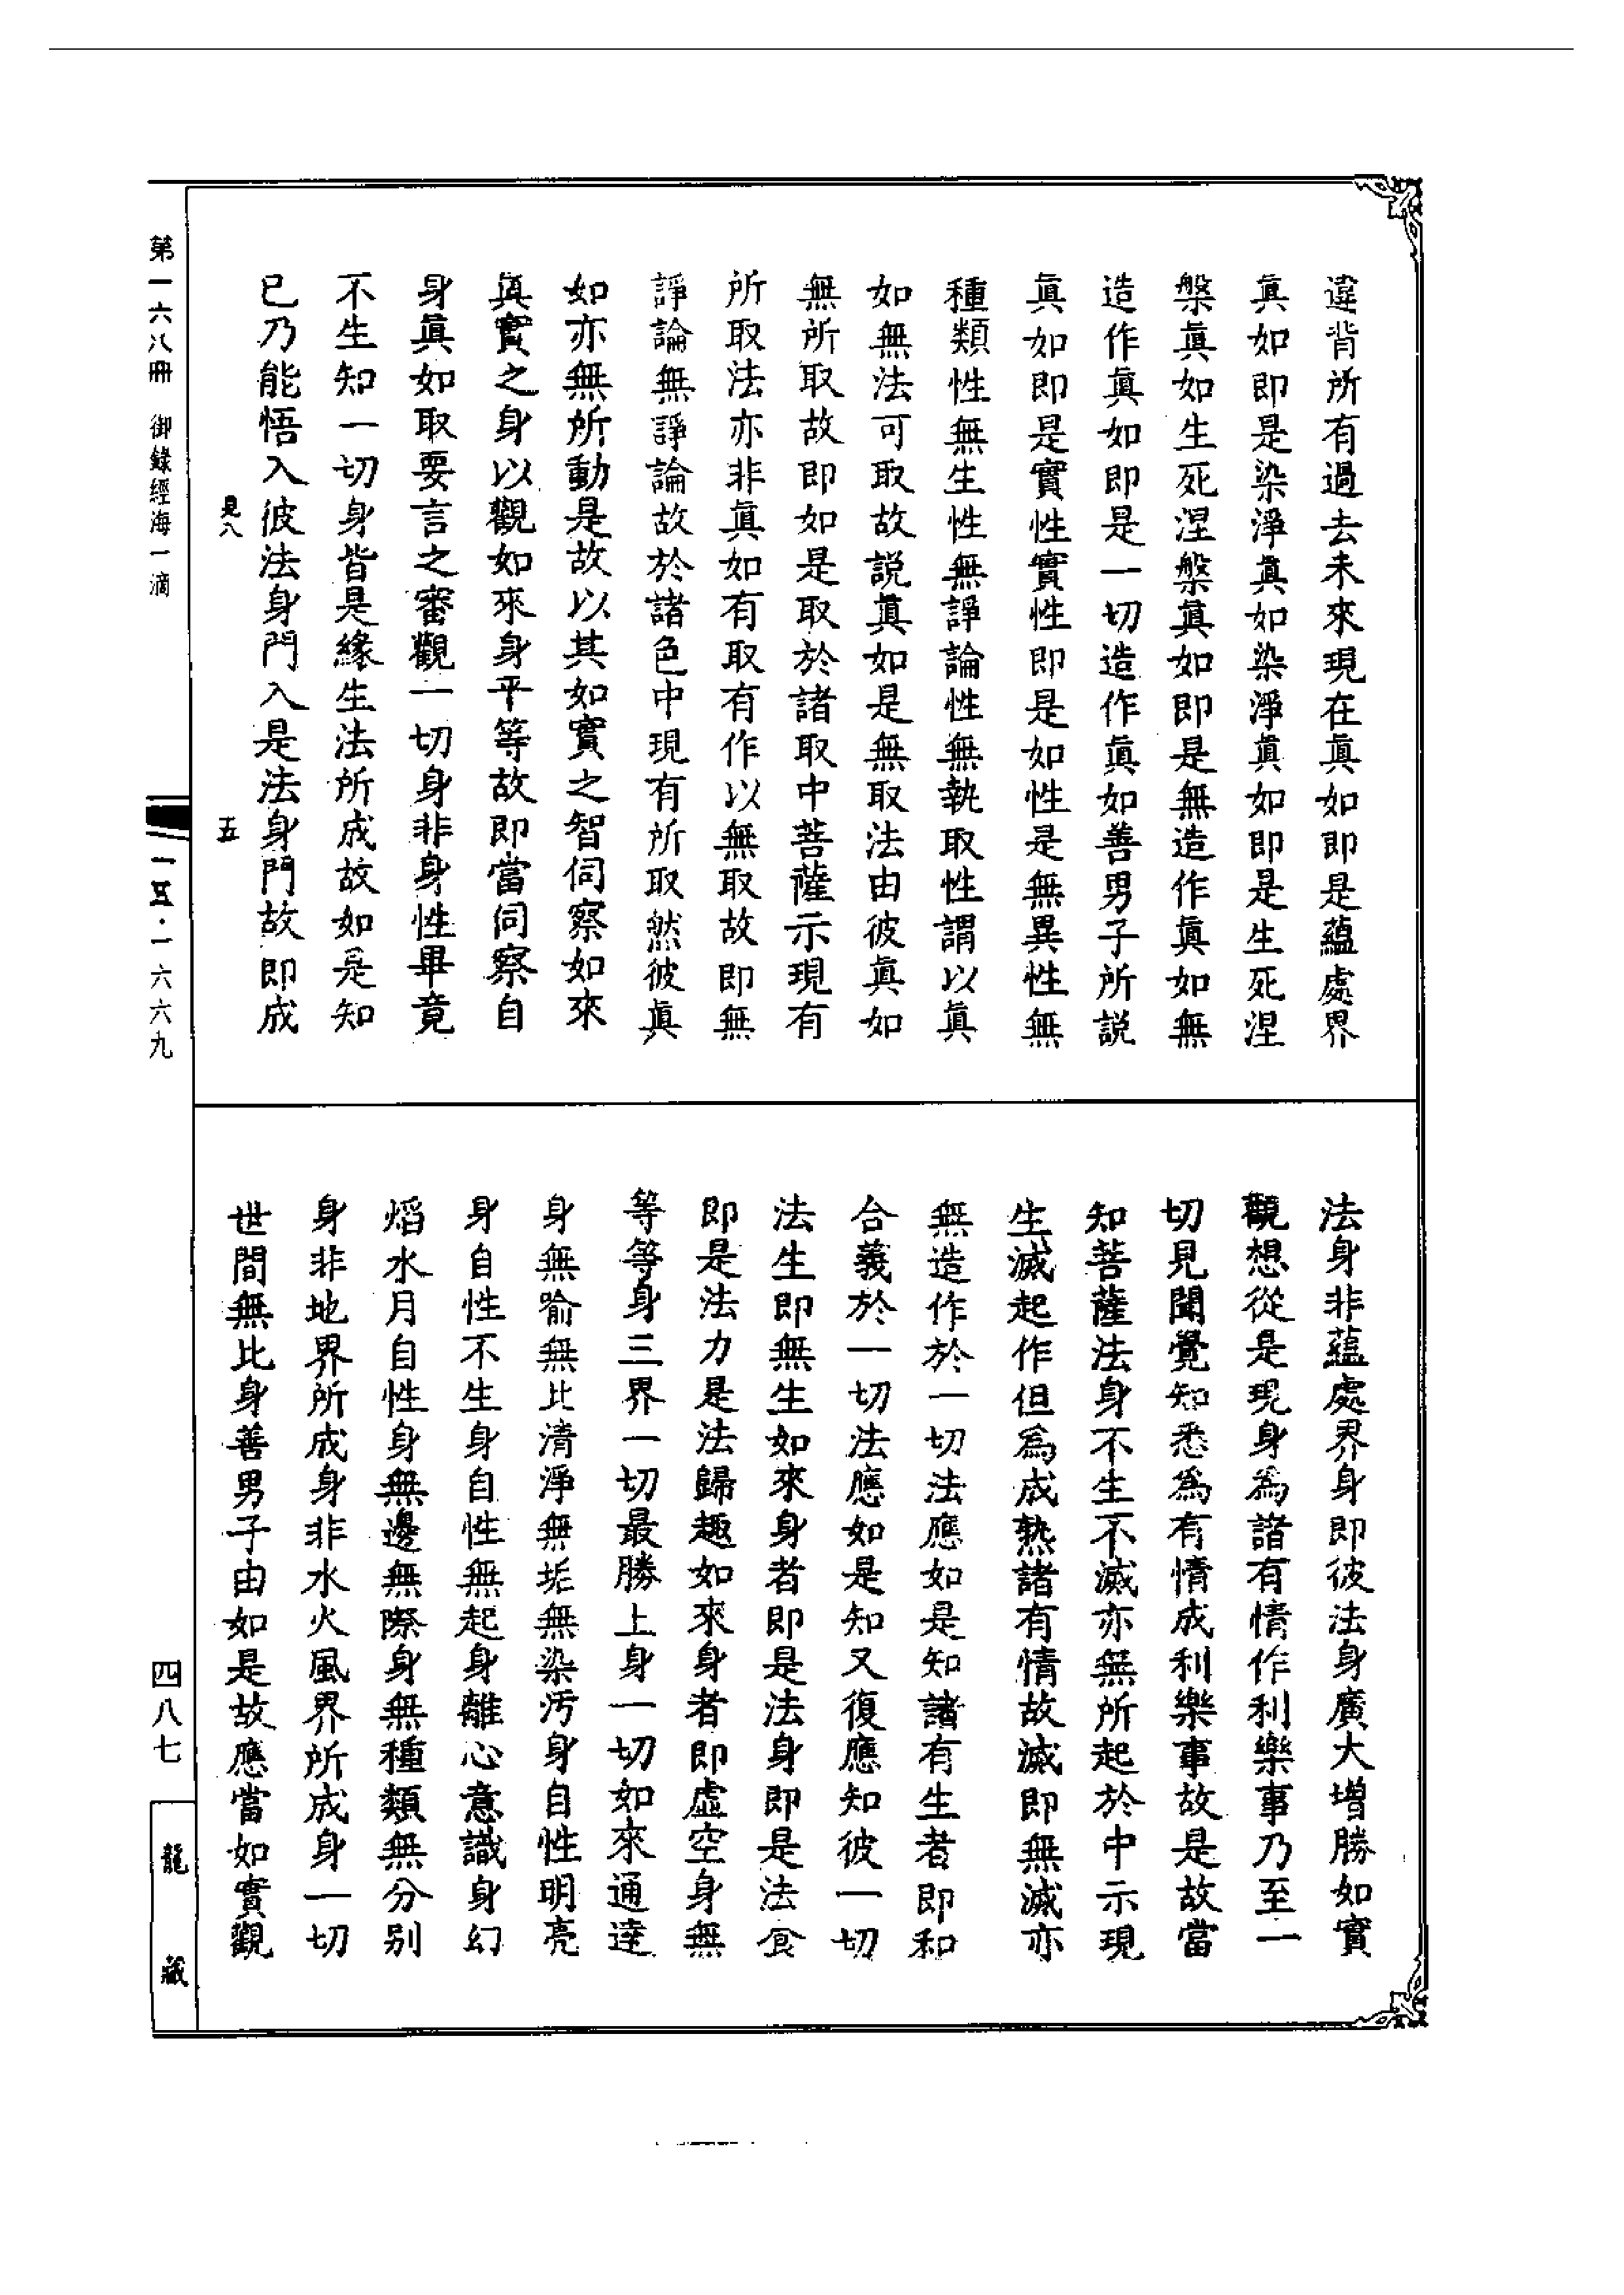 違背所有過去未來現在眞如即是蘊處界
眞如即是染淨眞如染淨眞如即是生死涅
槃眞如生死涅槃眞如即是無造作眞如無
造作眞如即是一切造作眞如善男子所説
眞如即是實性實性即是如性是無異性無
種類性無生性無諍論性無執取性謂以眞
如無法可取故説眞如是無取法由彼眞如
無所取故即如是取於諸取中菩薩示現有
所取法亦非眞如有取有作以無取故即無
諍論無諍論故於諸色中現有所取然彼眞
如亦無所動是故以其如實之智伺察如來
眞實之身以觀如來身平等故即當伺察自
身眞如取要言之審觀一切身非身性畢竟
不生知一切身皆是緣生法所成故如是知
已乃能悟入彼法身門入是法身門故即成
見八
五
法身非蘊處界身即彼法身廣大增勝如實
觀想從是現身為諸有情作利樂事乃至一
切見聞覺知悉為有情成利樂事故是故當
知菩薩法身不生不滅亦無所起於中示現
生滅起作但為成熟諸有情故滅即無滅亦
無造作於一切法應如是知諸有生者即和
合義於一切法應如是知又復應知彼一切
法生即無生如來身者即是法身即是法食
即是法力是法歸趣如來身者即虛空身無
等等身三界一切最勝上身一切如來通達
身無喻無比清淨無垢無染汚身自性明亮
身自性不生身自性無起身離心意識身幻
焰水月自性身無邊無際身無種類無分別
身非地界所成身非水火風界所成身一切
世間無比身善男子由如是故應當如實觀
第一六八冊 御錄經海一滴
一五·一六六九
四八七
龍藏